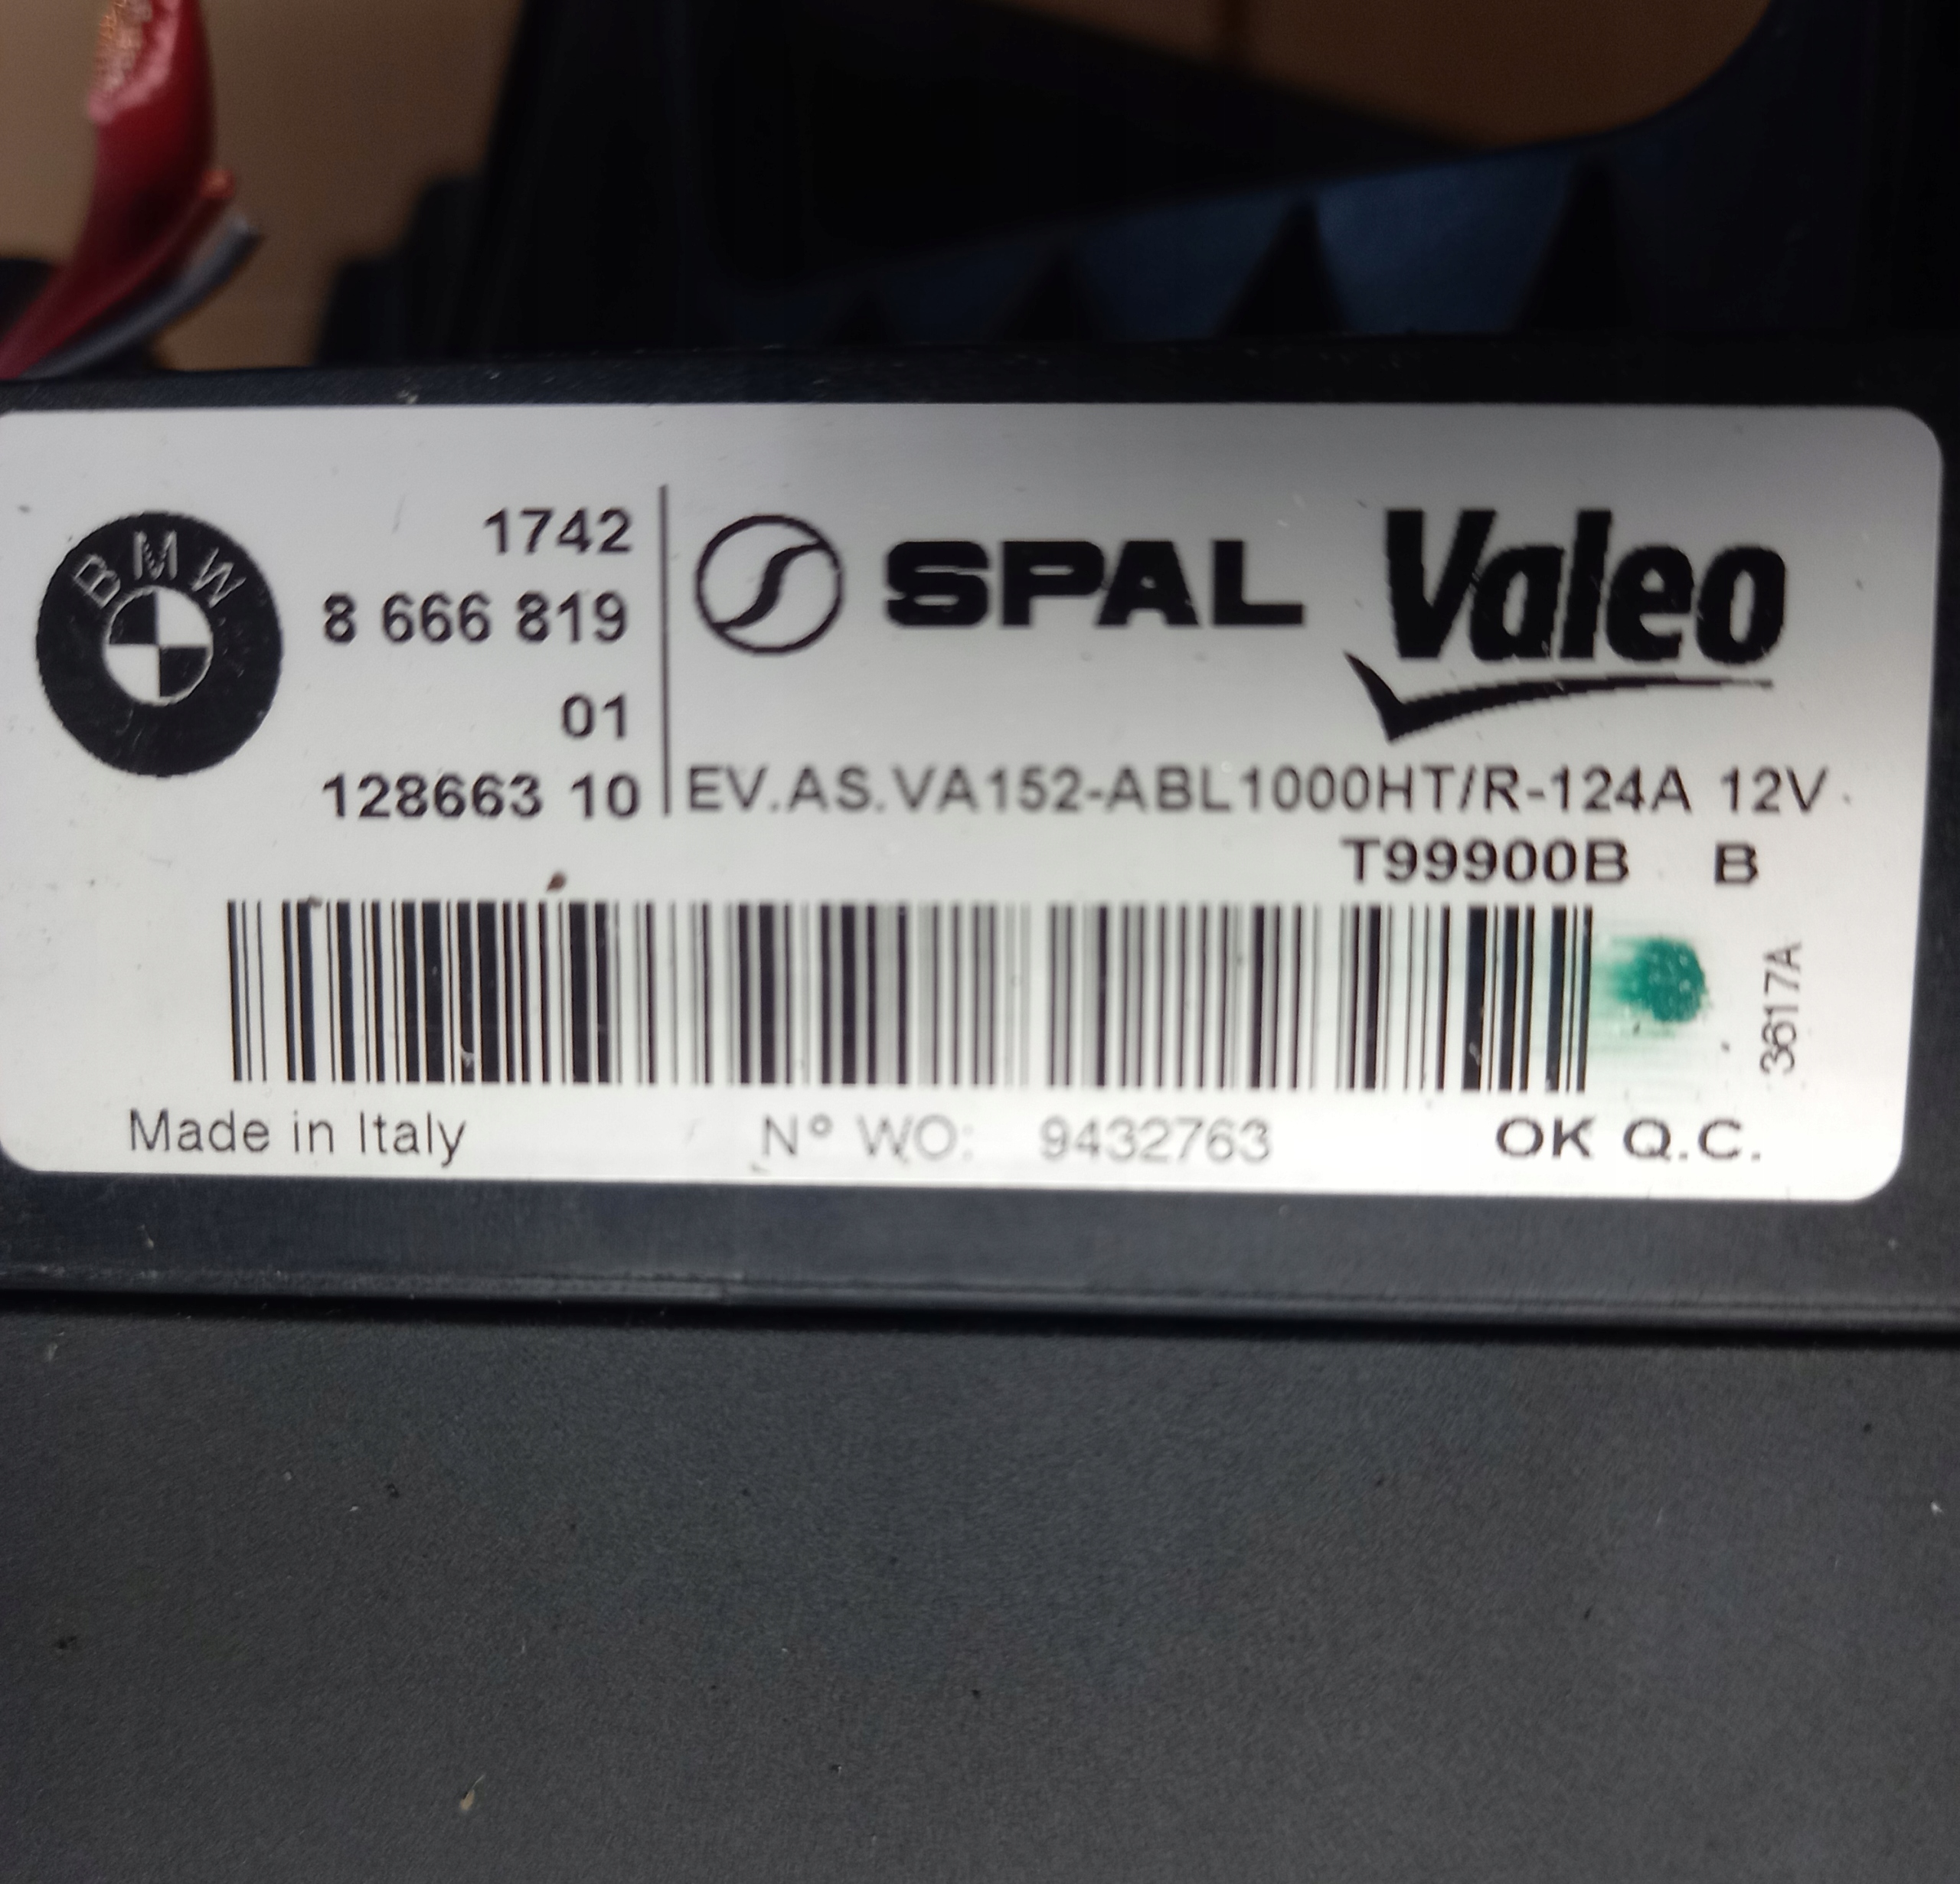 BMW
1742
8 666 819
01
128663 10
SPAL
Valeo
EV.AS.VA152-ABL1000HT/R-124A 12V
T99900B B
3617A
Made in Italy
N° WO: 9432763
OK Q.C.